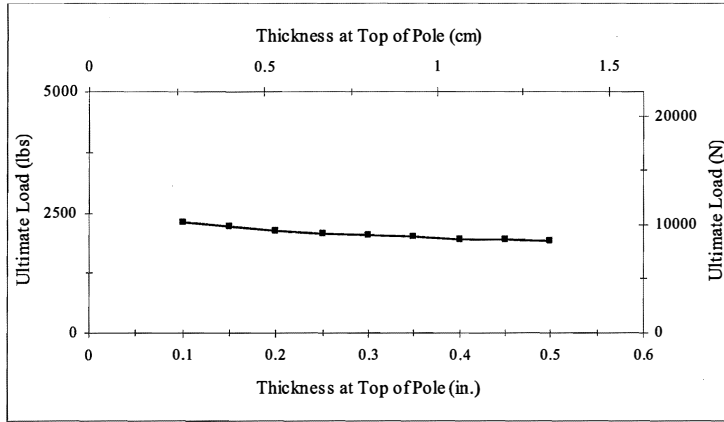 Thickness at Top of Pole (cm)
0 0.5 1 1.5
5000
2500
0
Ultimate Load (lbs)
20000
10000
0
Ultimate Load (N)
0 0.1 0.2 0.3 0.4 0.5 0.6
Thickness at Top of Pole (in.)